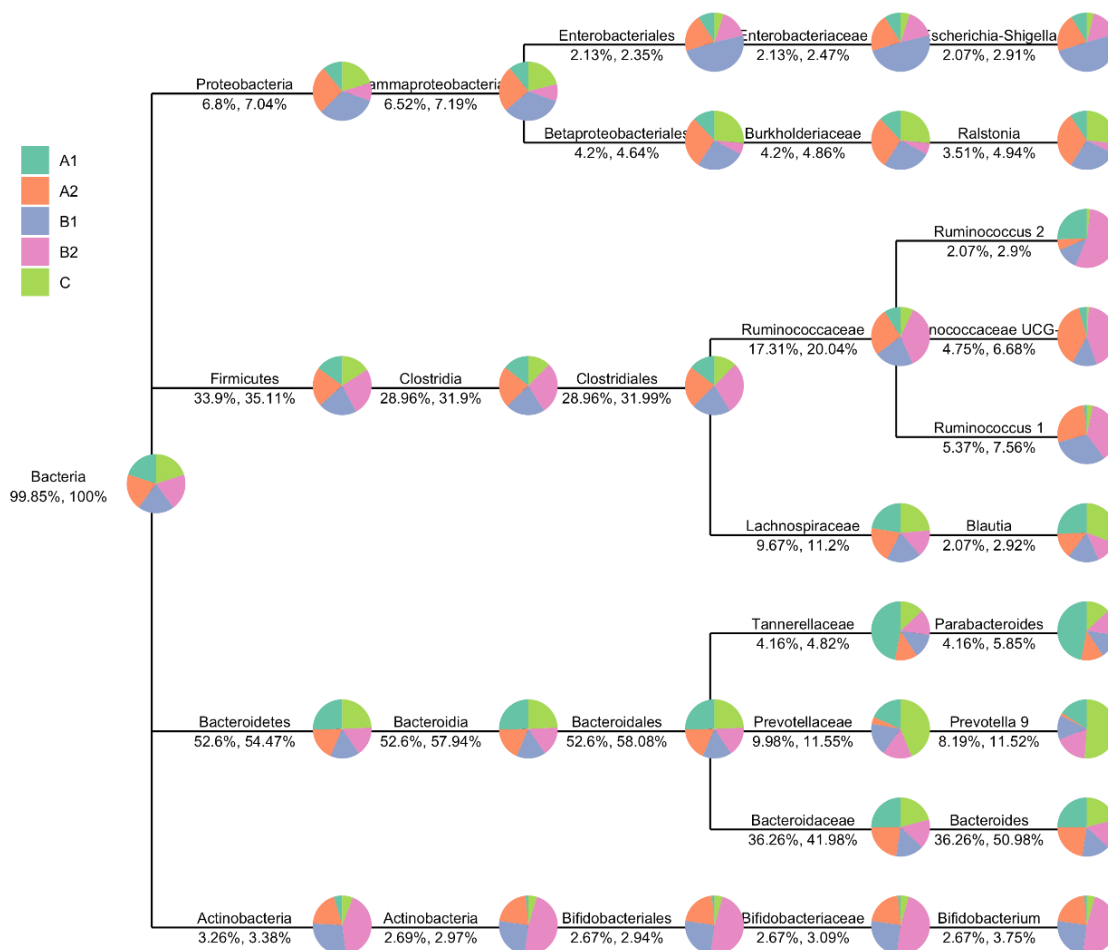 A1
A2
B1
B2
C
Bacteria
99.85%, 100%
Proteobacteria
6.8%, 7.04%
ammaproteobacteria
6.52%, 7.19%
Enterobacteriales
2.13%, 2.35%
Enterobacteriaceae
2.13%, 2.47%
Escherichia-Shigella
2.07%, 2.91%
Betaproteobacteriales
4.2%, 4.64%
Burkholderiaceae
4.2%, 4.86%
Ralstonia
3.51%, 4.94%
Firmicutes
33.9%, 35.11%
Clostridia
28.96%, 31.9%
Clostridiales
28.96%, 31.99%
Ruminococcaceae
17.31%, 20.04%
Ruminococcus 2
2.07%, 2.9%
nococcaceae UCG-
4.75%, 6.68%
Ruminococcus 1
5.37%, 7.56%
Lachnospiraceae
9.67%, 11.2%
Blautia
2.07%, 2.92%
Bacteroidetes
52.6%, 54.47%
Bacteroidia
52.6%, 57.94%
Bacteroidales
52.6%, 58.08%
Tannerellaceae
4.16%, 4.82%
Parabacteroides
4.16%, 5.85%
Prevotellaceae
9.98%, 11.55%
Prevotella 9
8.19%, 11.52%
Bacteroidaceae
36.26%, 41.98%
Bacteroides
36.26%, 50.98%
Actinobacteria
3.26%, 3.38%
Actinobacteria
2.69%, 2.97%
Bifidobacteriales
2.67%, 2.94%
Bifidobacteriaceae
2.67%, 3.09%
Bifidobacterium
2.67%, 3.75%